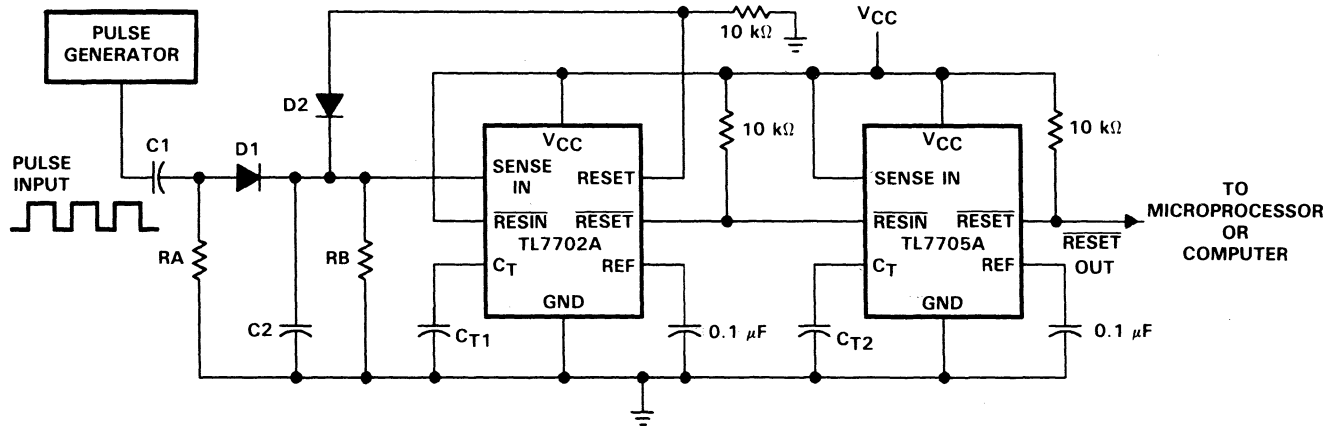 PULSE
GENERATOR
10 kΩ
VCC
D2
10 kΩ
10 kΩ
C1
D1
PULSE
INPUT
VCC
SENSE
IN
RESET
RESIN
RESET
TL7702A
CT
REF
GND
VCC
SENSE IN
RESIN
RESET
TL7705A
CT
REF
GND
RA
RB
C2
CT1
0.1 μF
CT2
0.1 μF
RESET
OUT
TO
MICROPROCESSOR
OR
COMPUTER